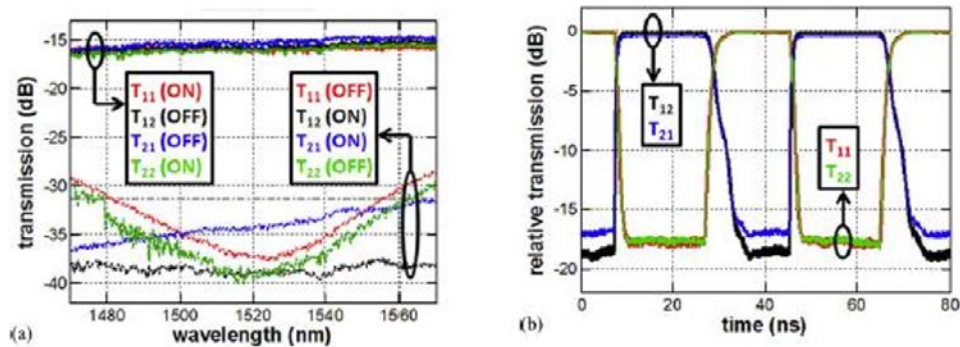 -15
-20
-25
-30
-35
-40
transmission (dB)
T11 (ON)
T12 (OFF)
T21 (OFF)
T22 (ON)
T11 (OFF)
T12 (ON)
T21 (ON)
T22 (OFF)
1480 1500 1520 1540 1560
wavelength (nm)
(a)
0
-5
-10
-15
-20
relative transmission (dB)
T12
T21
T11
T22
0 20 40 60 80
time (ns)
(b)